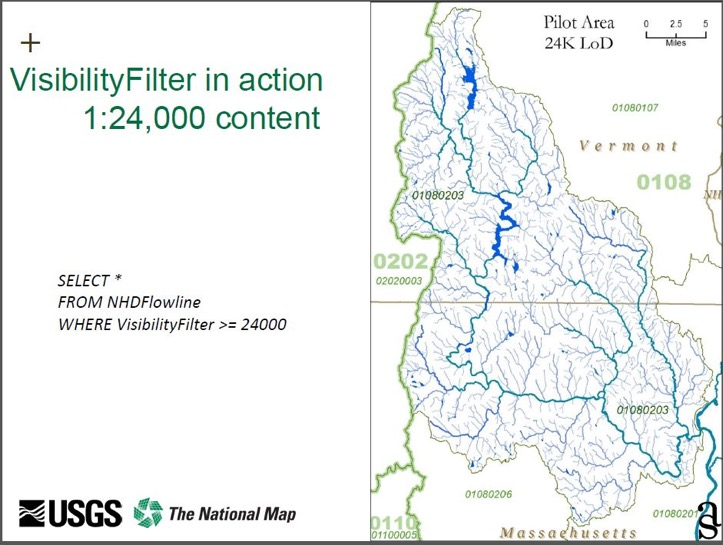 VisibilityFilter in action
1:24,000 content
SELECT *
FROM NHDFlowline
WHERE VisibilityFilter >= 24000
USGS
The National Map
Pilot Area
24K LoD
0 2.5 5
Miles
01080107
Vermont
0108
NH
01080203
0202
02020003
01080203
01080206
01080201
0110
01100005
Massachusetts
a
s